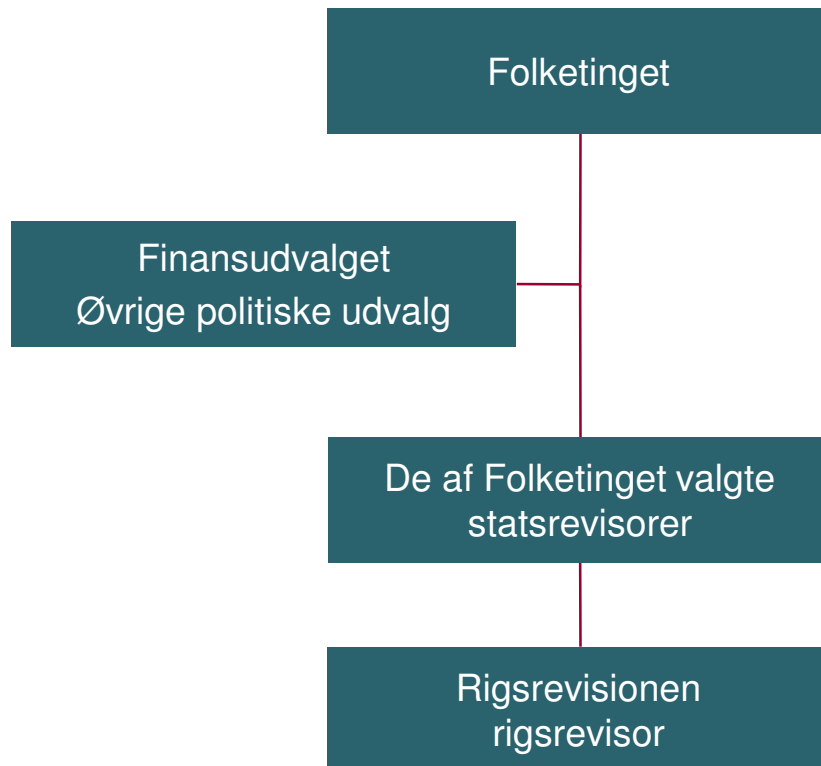 Folketinget
Finansudvalget
Øvrige politiske udvalg
De af Folketinget valgte
statsrevisorer
Rigsrevisionen
rigsrevisor